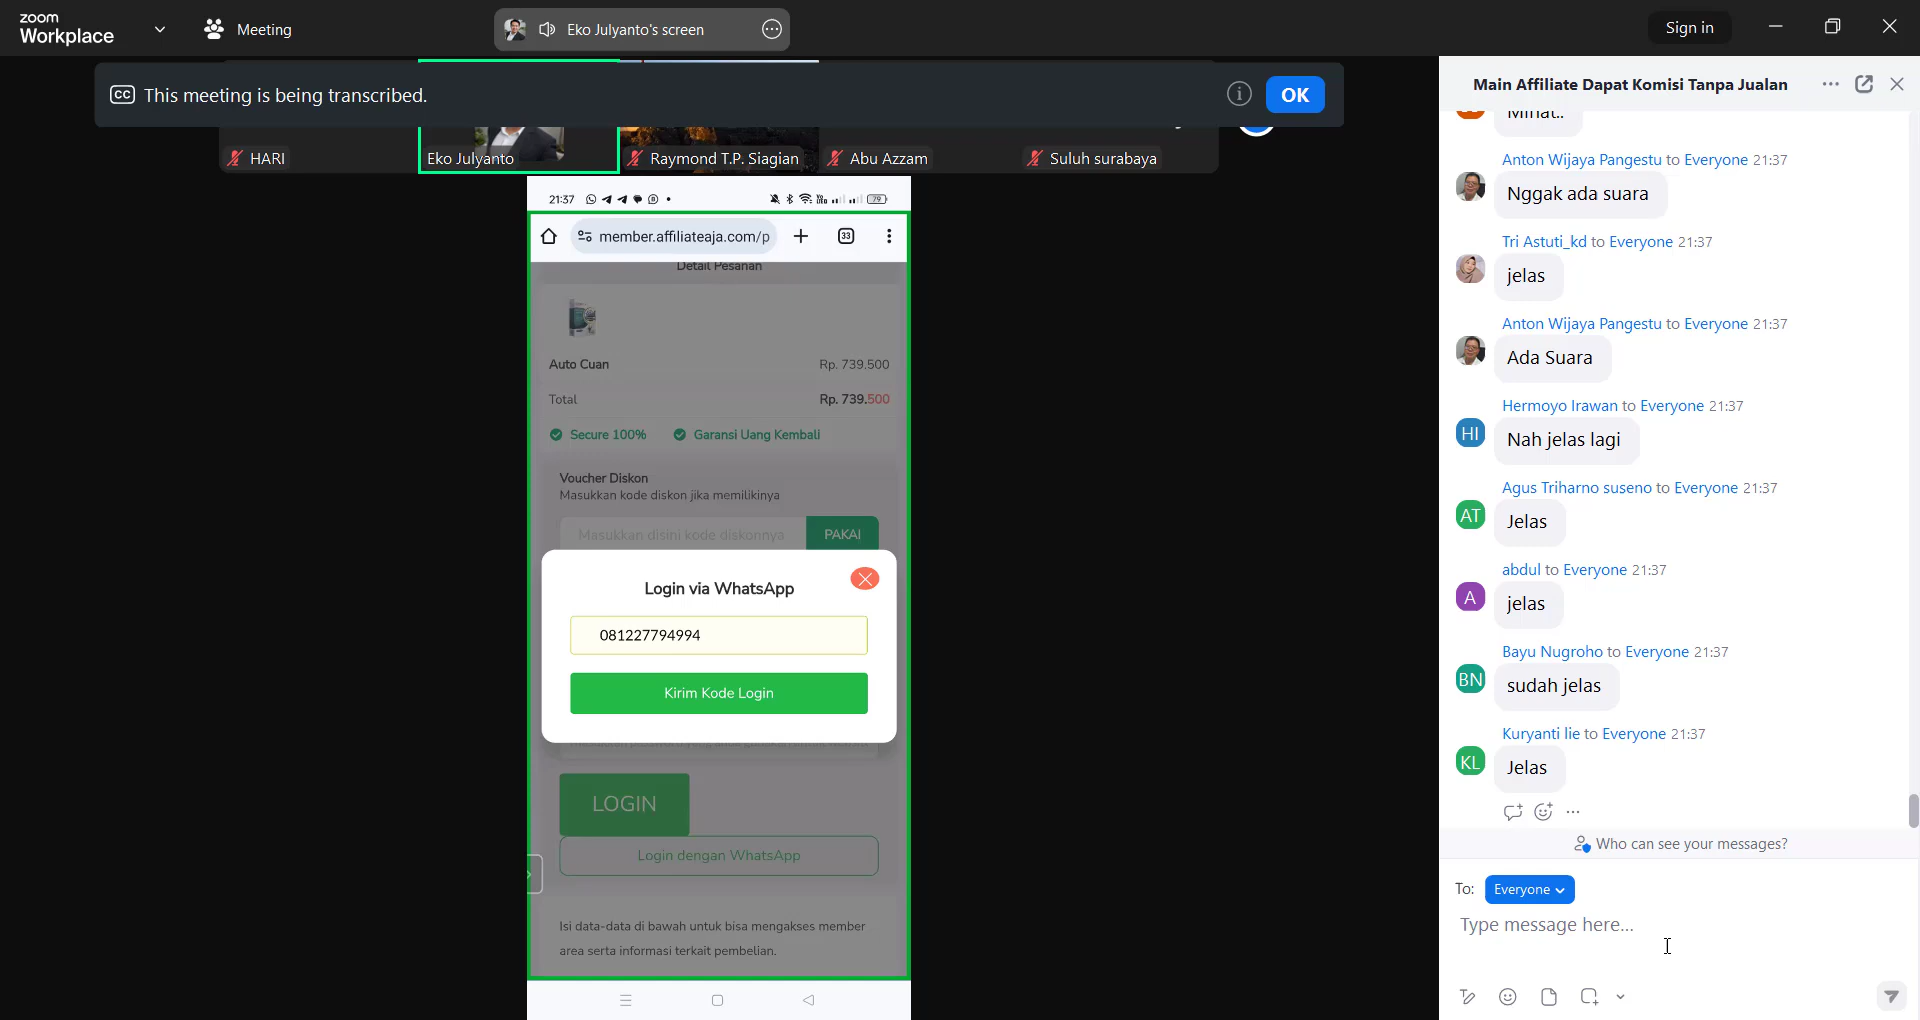 zoom
Workplace
Meeting
Eko Julyanto's screen
Sign in
CC This meeting is being transcribed.
OK
HARI
Eko Julyanto
Raymond T.P. Siagian
Abu Azzam
Suluh surabaya
21:37
79
member.affiliateaja.com/p
33
Detail Pesanan
Auto Cuan Rp. 739.500
Total Rp. 739.500
Secure 100% Garansi Uang Kembali
Voucher Diskon
Masukkan kode diskon jika memilikinya
Masukkan disini kode diskonnya PAKAI
Login via WhatsApp
081227794994
Kirim Kode Login
LOGIN
Login dengan WhatsApp
Isi data-data di bawah untuk bisa mengakses member
area serta informasi terkait pembelian.
Main Affiliate Dapat Komisi Tanpa Jualan
Minat..
Anton Wijaya Pangestu to Everyone 21:37
Nggak ada suara
Tri Astuti_kd to Everyone 21:37
jelas
Anton Wijaya Pangestu to Everyone 21:37
Ada Suara
Hermoyo Irawan to Everyone 21:37
HI
Nah jelas lagi
Agus Triharno suseno to Everyone 21:37
AT
Jelas
abdul to Everyone 21:37
A
jelas
Bayu Nugroho to Everyone 21:37
BN
sudah jelas
Kuryanti lie to Everyone 21:37
KL
Jelas
Who can see your messages?
To: Everyone
Type message here...